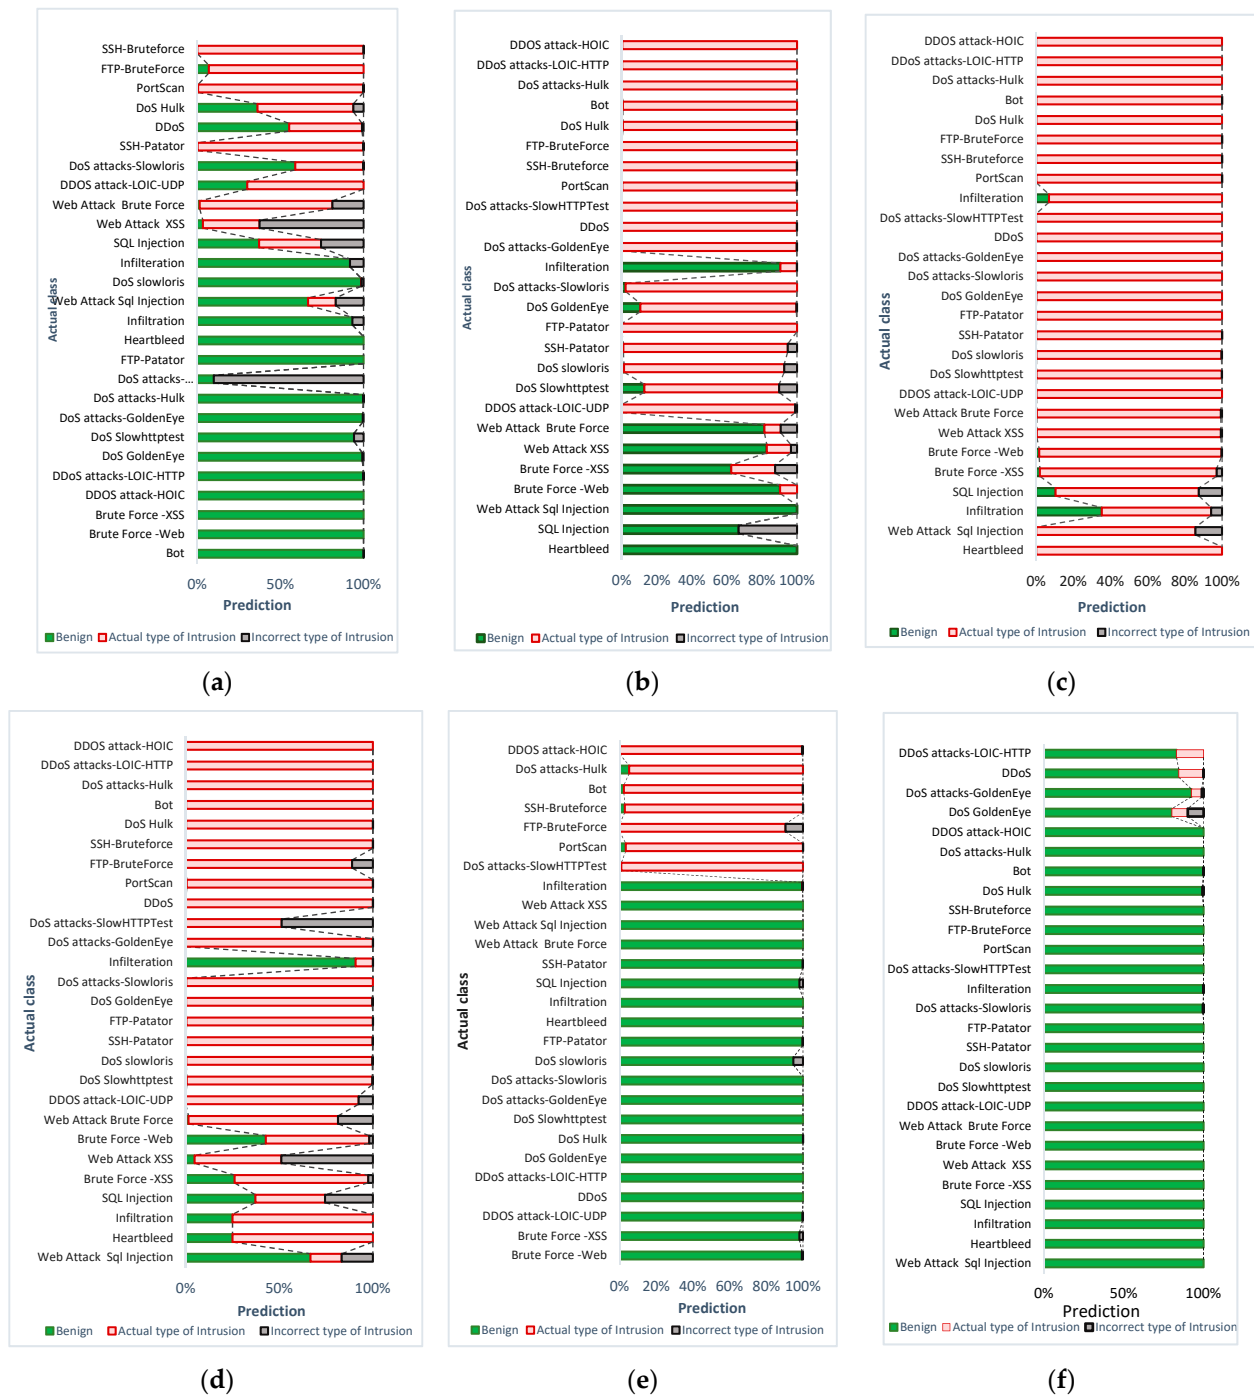 SSH-Bruteforce
FTP-BruteForce
PortScan
DoS Hulk
DDoS
SSH-Patator
DoS attacks-Slowloris
DDOS attack-LOIC-UDP
Web Attack Brute Force
Web Attack XSS
SQL Injection
Infilteration
DoS slowloris
Web Attack Sql Injection
Infiltration
Heartbleed
FTP-Patator
DoS attacks-...
DoS attacks-Hulk
DoS attacks-GoldenEye
DoS Slowhttptest
DoS GoldenEye
DDoS attacks-LOIC-HTTP
DDOS attack-HOIC
Brute Force -XSS
Brute Force -Web
Bot
Actual class
0% 50% 100%
Prediction
Benign Actual type of Intrusion Incorrect type of Intrusion
(a)
DDOS attack-HOIC
DDoS attacks-LOIC-HTTP
DoS attacks-Hulk
Bot
DoS Hulk
FTP-BruteForce
SSH-Bruteforce
PortScan
DoS attacks-SlowHTTPTest
DDoS
DoS attacks-GoldenEye
Infilteration
DoS attacks-Slowloris
DoS GoldenEye
FTP-Patator
SSH-Patator
DoS slowloris
DoS Slowhttptest
DDOS attack-LOIC-UDP
Web Attack Brute Force
Web Attack XSS
Brute Force -XSS
Brute Force -Web
Web Attack Sql Injection
SQL Injection
Heartbleed
Actual class
0% 20% 40% 60% 80% 100%
Prediction
Benign Actual type of Intrusion Incorrect type of Intrusion
(b)
DDOS attack-HOIC
DDoS attacks-LOIC-HTTP
DoS attacks-Hulk
Bot
DoS Hulk
FTP-BruteForce
SSH-Bruteforce
PortScan
Infilteration
DoS attacks-SlowHTTPTest
DDoS
DoS attacks-GoldenEye
DoS attacks-Slowloris
DoS GoldenEye
FTP-Patator
SSH-Patator
DoS slowloris
DoS Slowhttptest
DDOS attack-LOIC-UDP
Web Attack Brute Force
Web Attack XSS
Brute Force -Web
Brute Force -XSS
SQL Injection
Infiltration
Web Attack Sql Injection
Heartbleed
Actual class
0% 20% 40% 60% 80% 100%
Prediction
Benign Actual type of Intrusion Incorrect type of Intrusion
(c)
DDOS attack-HOIC
DDoS attacks-LOIC-HTTP
DoS attacks-Hulk
Bot
DoS Hulk
SSH-Bruteforce
FTP-BruteForce
PortScan
DDoS
DoS attacks-SlowHTTPTest
DoS attacks-GoldenEye
Infilteration
DoS attacks-Slowloris
DoS GoldenEye
FTP-Patator
SSH-Patator
DoS slowloris
DoS Slowhttptest
DDOS attack-LOIC-UDP
Web Attack Brute Force
Brute Force -Web
Web Attack XSS
Brute Force -XSS
SQL Injection
Infiltration
Heartbleed
Web Attack Sql Injection
Actual class
0% 50% 100%
Prediction
Benign Actual type of Intrusion Incorrect type of Intrusion
(d)
DDOS attack-HOIC
DoS attacks-Hulk
Bot
SSH-Bruteforce
FTP-BruteForce
PortScan
DoS attacks-SlowHTTPTest
Infilteration
Web Attack XSS
Web Attack Sql Injection
Web Attack Brute Force
SSH-Patator
SQL Injection
Infiltration
Heartbleed
FTP-Patator
DoS slowloris
DoS attacks-Slowloris
DoS attacks-GoldenEye
DoS Slowhttptest
DoS Hulk
DoS GoldenEye
DDoS attacks-LOIC-HTTP
DDoS
DDOS attack-LOIC-UDP
Brute Force -XSS
Brute Force -Web
Actual class
0% 20% 40% 60% 80% 100%
Prediction
Benign Actual type of Intrusion Incorrect type of Intrusion
(e)
DDoS attacks-LOIC-HTTP
DDoS
DoS attacks-GoldenEye
DoS GoldenEye
DDOS attack-HOIC
DoS attacks-Hulk
Bot
DoS Hulk
SSH-Bruteforce
FTP-BruteForce
PortScan
DoS attacks-SlowHTTPTest
Infilteration
DoS attacks-Slowloris
FTP-Patator
SSH-Patator
DoS slowloris
DoS Slowhttptest
DDOS attack-LOIC-UDP
Web Attack Brute Force
Brute Force -Web
Web Attack XSS
Brute Force -XSS
SQL Injection
Infiltration
Heartbleed
Web Attack Sql Injection
0% 50% 100%
Prediction
Benign Actual type of Intrusion Incorrect type of Intrusion
(f)